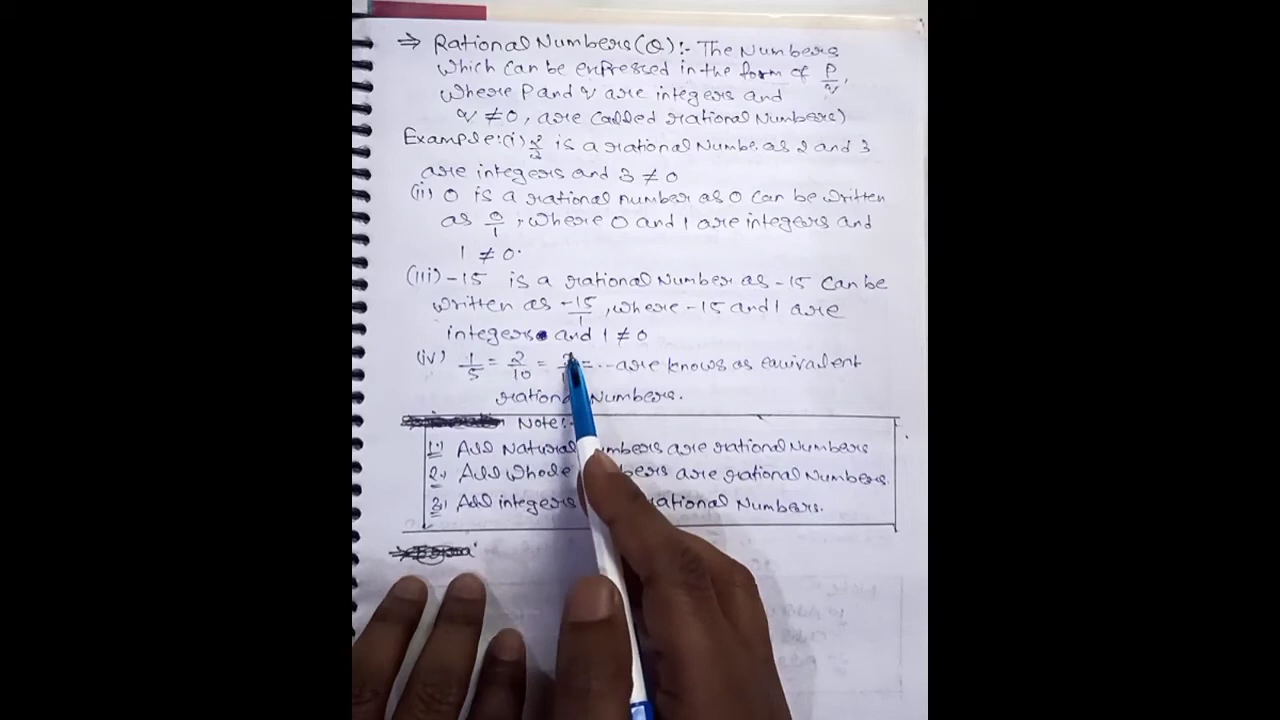 ⇒ Rational Numbers (Q):- The Numbers
which can be expressed in the form of p/q,
where p and q are integers and
q ≠ 0, are called rational Numbers)
Example:(i) 2/3 is a rational Numbe. as 2 and 3
are integers and 3 ≠ 0
(ii) 0 is a rational number as 0 can be written
as 0/1, where 0 and 1 are integers and
1 ≠ 0.
(iii) -15 is a rational Number as -15 can be
written as -15/1, where -15 and 1 are
integers and 1 ≠ 0
(iv) 1/5 = 2/10 = = ... are knows as equivalent
Numbers.
Note:-
1.) All Natural Numbers are rational Numbers
2.) All whole are rational Numbers.
3.) All integers rational Numbers.